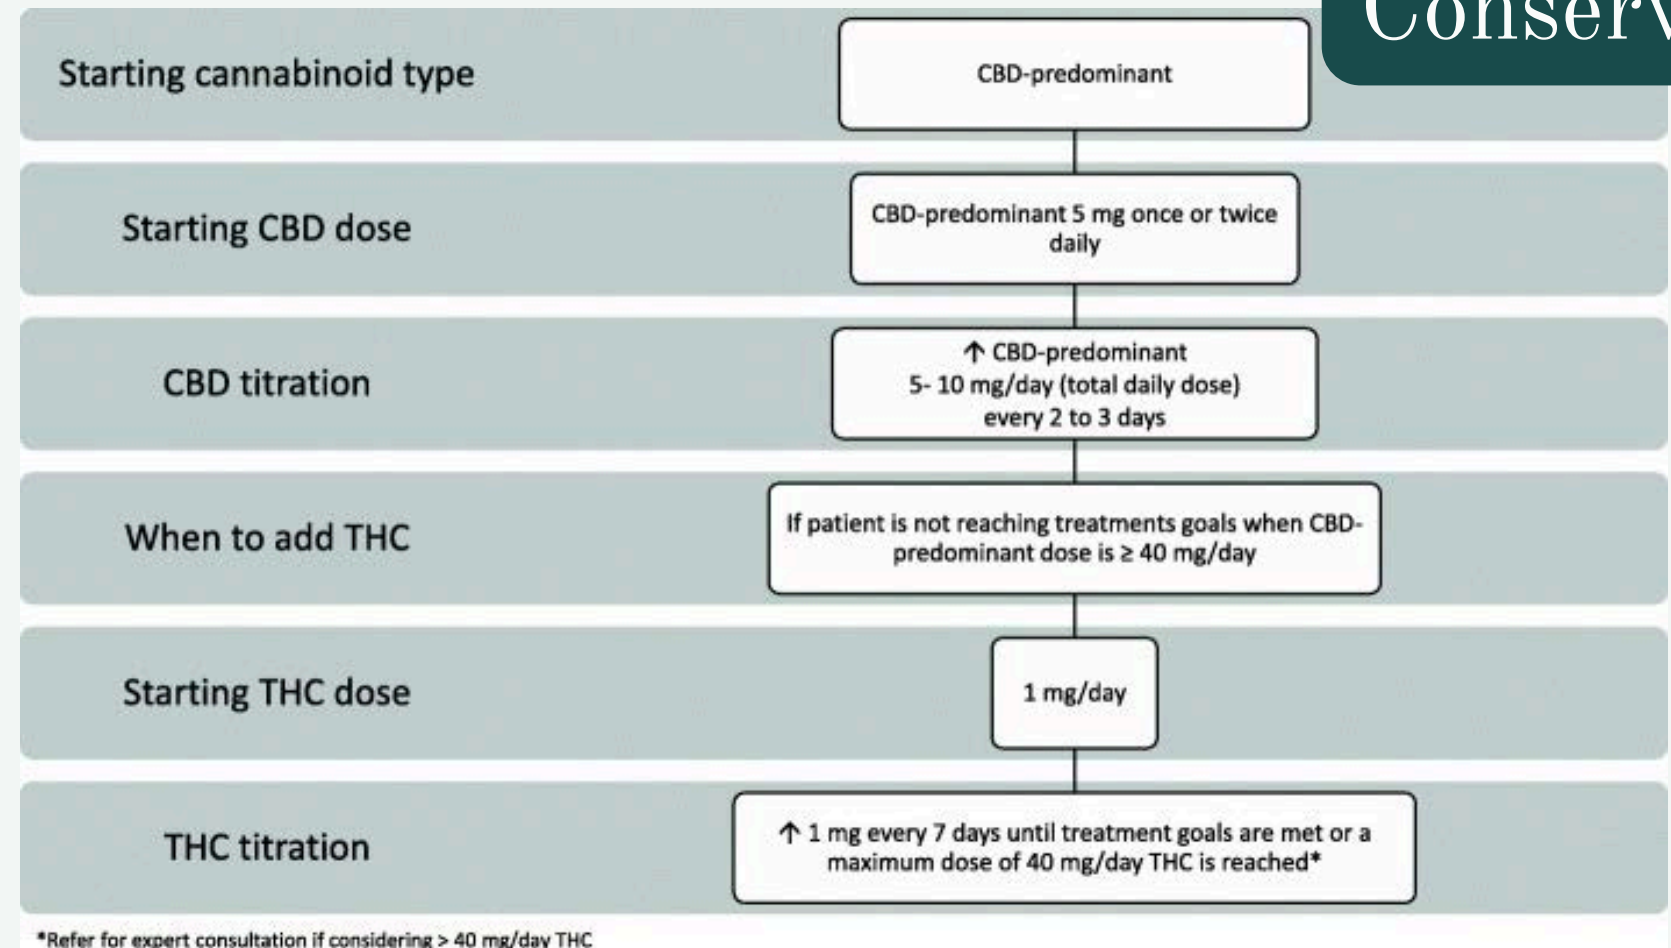 Conserv
Starting cannabinoid type
CBD-predominant
Starting CBD dose
CBD-predominant 5 mg once or twice
daily
CBD titration
↑ CBD-predominant
5- 10 mg/day (total daily dose)
every 2 to 3 days
When to add THC
If patient is not reaching treatments goals when CBD-
predominant dose is ≥ 40 mg/day
Starting THC dose
1 mg/day
THC titration
↑ 1 mg every 7 days until treatment goals are met or a
maximum dose of 40 mg/day THC is reached*
*Refer for expert consultation if considering > 40 mg/day THC